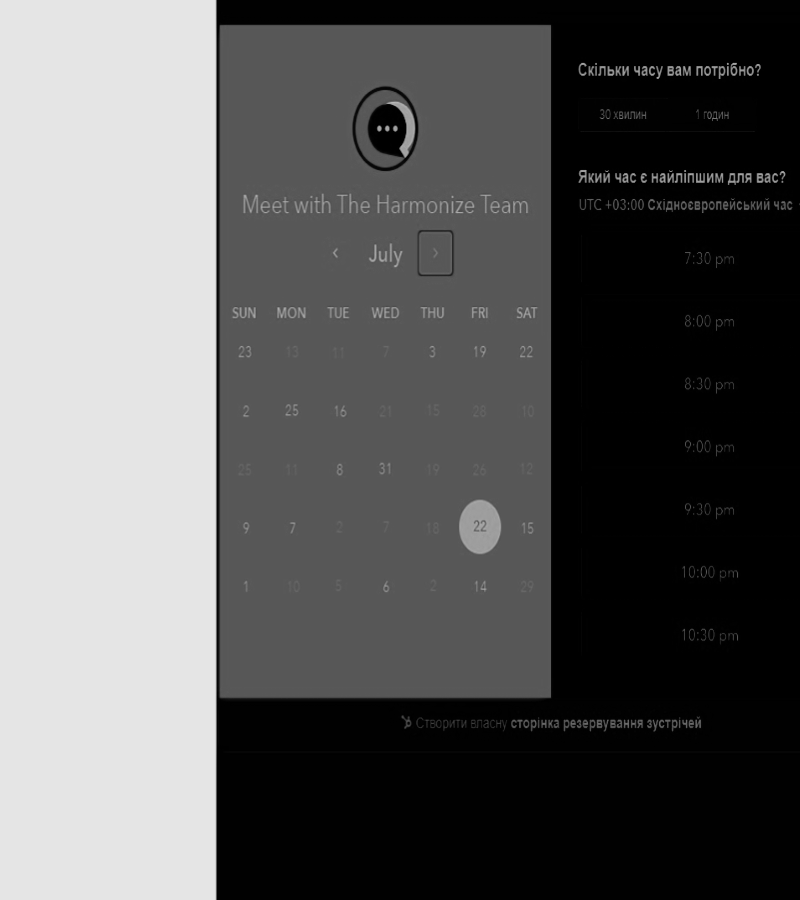 Meet with The Harmonize Team
July
SUN MON TUE WED THU FRI SAT
23 13 11 7 3 19 22
2 25 16 21 15 28 10
25 11 8 31 19 26 12
9 7 2 7 18 22 15
1 10 5 6 2 14 29
Скільки часу вам потрібно?
30 хвилин 1 годин
Який час є найліпшим для вас?
UTC +03:00 Східноєвропейський час
7:30 pm
8:00 pm
8:30 pm
9:00 pm
9:30 pm
10:00 pm
10:30 pm
Створити власну сторінка резервування зустрічей